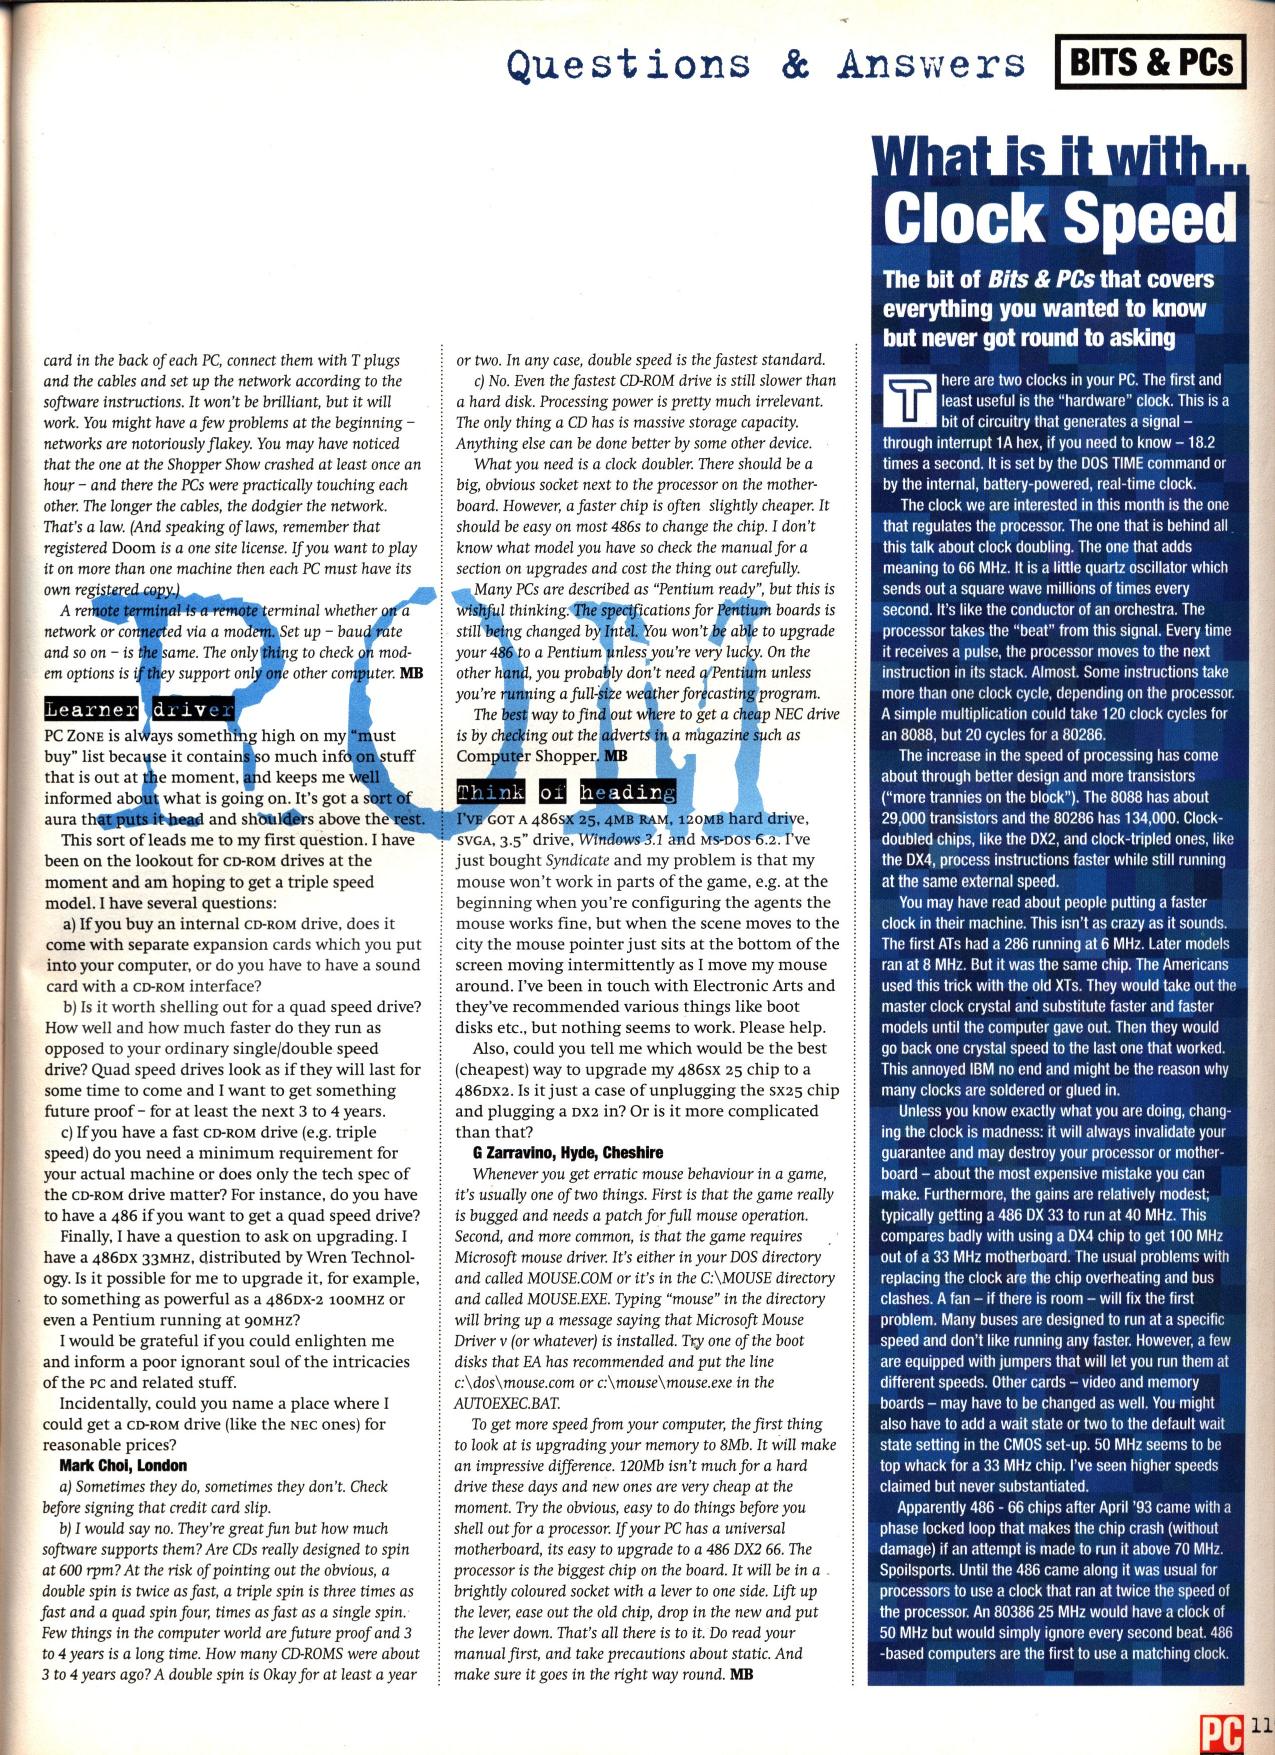 Questions & Answers BITS & PCs
card in the back of each PC, connect them with T plugs
and the cables and set up the network according to the
software instructions. It won't be brilliant, but it will
work. You might have a few problems at the beginning –
networks are notoriously flakey. You may have noticed
that the one at the Shopper Show crashed at least once an
hour – and there the PCs were practically touching each
other. The longer the cables, the dodgier the network.
That's a law. (And speaking of laws, remember that
registered Doom is a one site license. If you want to play
it on more than one machine then each PC must have its
own registered copy.)
A remote terminal is a remote terminal whether on a
network or connected via a modem. Set up – baud rate
and so on – is the same. The only thing to check on mod-
em options is if they support only one other computer. MB
Learner driver
PC ZONE is always something high on my "must
buy" list because it contains so much info on stuff
that is out at the moment, and keeps me well
informed about what is going on. It's got a sort of
aura that puts it head and shoulders above the rest.
This sort of leads me to my first question. I have
been on the lookout for CD-ROM drives at the
moment and am hoping to get a triple speed
model. I have several questions:
a) If you buy an internal CD-ROM drive, does it
come with separate expansion cards which you put
into your computer, or do you have to have a sound
card with a CD-ROM interface?
b) Is it worth shelling out for a quad speed drive?
How well and how much faster do they run as
opposed to your ordinary single/double speed
drive? Quad speed drives look as if they will last for
some time to come and I want to get something
future proof – for at least the next 3 to 4 years.
c) If you have a fast CD-ROM drive (e.g. triple
speed) do you need a minimum requirement for
your actual machine or does only the tech spec of
the CD-ROM drive matter? For instance, do you have
to have a 486 if you want to get a quad speed drive?
Finally, I have a question to ask on upgrading. I
have a 486DX 33MHZ, distributed by Wren Technol-
ogy. Is it possible for me to upgrade it, for example,
to something as powerful as a 486DX-2 100MHZ or
even a Pentium running at 90MHZ?
I would be grateful if you could enlighten me
and inform a poor ignorant soul of the intricacies
of the PC and related stuff.
Incidentally, could you name a place where I
could get a CD-ROM drive (like the NEC ones) for
reasonable prices?
Mark Choi, London
a) Sometimes they do, sometimes they don't. Check
before signing that credit card slip.
b) I would say no. They're great fun but how much
software supports them? Are CDs really designed to spin
at 600 rpm? At the risk of pointing out the obvious, a
double spin is twice as fast, a triple spin is three times as
fast and a quad spin four, times as fast as a single spin.
Few things in the computer world are future proof and 3
to 4 years is a long time. How many CD-ROMS were about
3 to 4 years ago? A double spin is Okay for at least a year
or two. In any case, double speed is the fastest standard.
c) No. Even the fastest CD-ROM drive is still slower than
a hard disk. Processing power is pretty much irrelevant.
The only thing a CD has is massive storage capacity.
Anything else can be done better by some other device.
What you need is a clock doubler. There should be a
big, obvious socket next to the processor on the mother-
board. However, a faster chip is often slightly cheaper. It
should be easy on most 486s to change the chip. I don't
know what model you have so check the manual for a
section on upgrades and cost the thing out carefully.
Many PCs are described as "Pentium ready", but this is
wishful thinking. The specifications for Pentium boards is
still being changed by Intel. You won't be able to upgrade
your 486 to a Pentium unless you're very lucky. On the
other hand, you probably don't need a Pentium unless
you're running a full-size weather forecasting program.
The best way to find out where to get a cheap NEC drive
is by checking out the adverts in a magazine such as
Computer Shopper. MB
Think of heading
I'VE GOT A 486SX 25, 4MB RAM, 120MB hard drive,
SVGA, 3.5" drive, Windows 3.1 and MS-DOS 6.2. I've
just bought Syndicate and my problem is that my
mouse won't work in parts of the game, e.g. at the
beginning when you're configuring the agents the
mouse works fine, but when the scene moves to the
city the mouse pointer just sits at the bottom of the
screen moving intermittently as I move my mouse
around. I've been in touch with Electronic Arts and
they've recommended various things like boot
disks etc., but nothing seems to work. Please help.
Also, could you tell me which would be the best
(cheapest) way to upgrade my 486SX 25 chip to a
486DX2. Is it just a case of unplugging the SX25 chip
and plugging a DX2 in? Or is it more complicated
than that?
G Zarravino, Hyde, Cheshire
Whenever you get erratic mouse behaviour in a game,
it's usually one of two things. First is that the game really
is bugged and needs a patch for full mouse operation.
Second, and more common, is that the game requires
Microsoft mouse driver. It's either in your DOS directory
and called MOUSE.COM or it's in the C:\MOUSE directory
and called MOUSE.EXE. Typing "mouse" in the directory
will bring up a message saying that Microsoft Mouse
Driver v (or whatever) is installed. Try one of the boot
disks that EA has recommended and put the line
c:\dos\mouse.com or c:\mouse\mouse.exe in the
AUTOEXEC.BAT.
To get more speed from your computer, the first thing
to look at is upgrading your memory to 8Mb. It will make
an impressive difference. 120Mb isn't much for a hard
drive these days and new ones are very cheap at the
moment. Try the obvious, easy to do things before you
shell out for a processor. If your PC has a universal
motherboard, its easy to upgrade to a 486 DX2 66. The
processor is the biggest chip on the board. It will be in a
brightly coloured socket with a lever to one side. Lift up
the lever, ease out the old chip, drop in the new and put
the lever down. That's all there is to it. Do read your
manual first, and take precautions about static. And
make sure it goes in the right way round. MB
ROM
What is it with...
Clock Speed
The bit of Bits & PCs that covers
everything you wanted to know
but never got round to asking
There are two clocks in your PC. The first and
least useful is the "hardware" clock. This is a
bit of circuitry that generates a signal –
through interrupt 1A hex, if you need to know – 18.2
times a second. It is set by the DOS TIME command or
by the internal, battery-powered, real-time clock.
The clock we are interested in this month is the one
that regulates the processor. The one that is behind all
this talk about clock doubling. The one that adds
meaning to 66 MHz. It is a little quartz oscillator which
sends out a square wave millions of times every
second. It's like the conductor of an orchestra. The
processor takes the "beat" from this signal. Every time
it receives a pulse, the processor moves to the next
instruction in its stack. Almost. Some instructions take
more than one clock cycle, depending on the processor.
A simple multiplication could take 120 clock cycles for
an 8088, but 20 cycles for a 80286.
The increase in the speed of processing has come
about through better design and more transistors
("more trannies on the block"). The 8088 has about
29,000 transistors and the 80286 has 134,000. Clock-
doubled chips, like the DX2, and clock-tripled ones, like
the DX4, process instructions faster while still running
at the same external speed.
You may have read about people putting a faster
clock in their machine. This isn't as crazy as it sounds.
The first ATs had a 286 running at 6 MHz. Later models
ran at 8 MHz. But it was the same chip. The Americans
used this trick with the old XTs. They would take out the
master clock crystal and substitute faster and faster
models until the computer gave out. Then they would
go back one crystal speed to the last one that worked.
This annoyed IBM no end and might be the reason why
many clocks are soldered or glued in.
Unless you know exactly what you are doing, chang-
ing the clock is madness: it will always invalidate your
guarantee and may destroy your processor or mother-
board – about the most expensive mistake you can
make. Furthermore, the gains are relatively modest;
typically getting a 486 DX 33 to run at 40 MHz. This
compares badly with using a DX4 chip to get 100 MHz
out of a 33 MHz motherboard. The usual problems with
replacing the clock are the chip overheating and bus
clashes. A fan – if there is room – will fix the first
problem. Many buses are designed to run at a specific
speed and don't like running any faster. However, a few
are equipped with jumpers that will let you run them at
different speeds. Other cards – video and memory
boards – may have to be changed as well. You might
also have to add a wait state or two to the default wait
state setting in the CMOS set-up. 50 MHz seems to be
top whack for a 33 MHz chip. I've seen higher speeds
claimed but never substantiated.
Apparently 486 - 66 chips after April '93 came with a
phase locked loop that makes the chip crash (without
damage) if an attempt is made to run it above 70 MHz.
Spoilsports. Until the 486 came along it was usual for
processors to use a clock that ran at twice the speed of
the processor. An 80386 25 MHz would have a clock of
50 MHz but would simply ignore every second beat. 486
-based computers are the first to use a matching clock.
PC 11